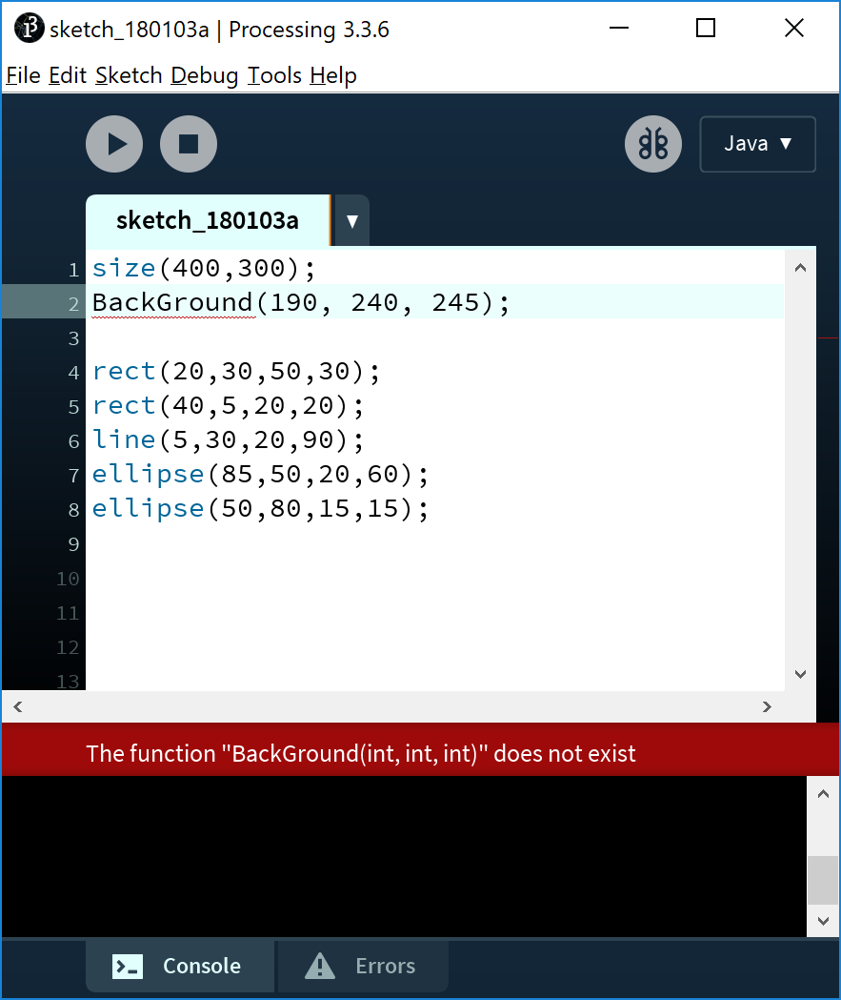 sketch_180103a | Processing 3.3.6
File Edit Sketch Debug Tools Help
Java ▼
sketch_180103a ▼
1 size(400,300);
2 BackGround(190, 240, 245);
3
4 rect(20,30,50,30);
5 rect(40,5,20,20);
6 line(5,30,20,90);
7 ellipse(85,50,20,60);
8 ellipse(50,80,15,15);
9
10
11
12
13
The function "BackGround(int, int, int)" does not exist
Console Errors